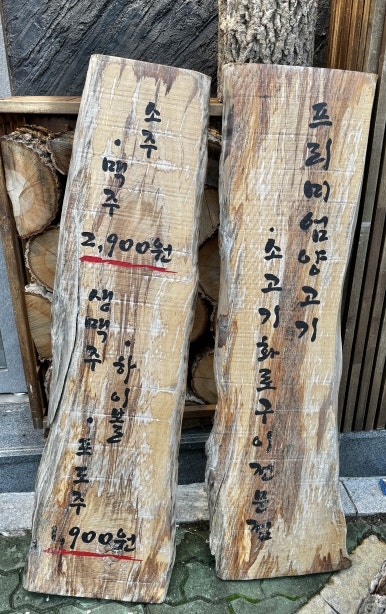 소주
·맥주
2,900원
생맥주
·하이볼
·포도주
1,900원
프리미엄양고기
·소고기화로구이전문점